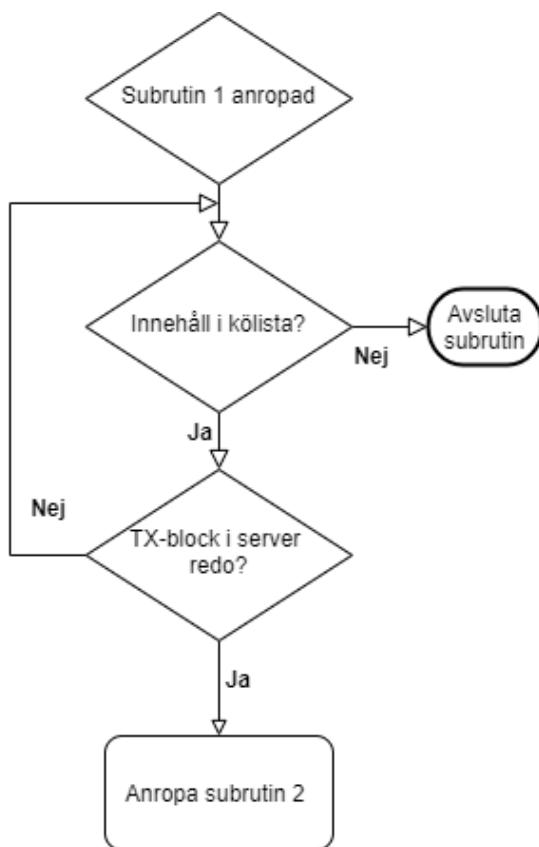 Subrutin 1 anropad
Innehåll i kölista?
Avsluta
subrutin
Nej
Ja
Nej
TX-block i server
redo?
Ja
Anropa subrutin 2